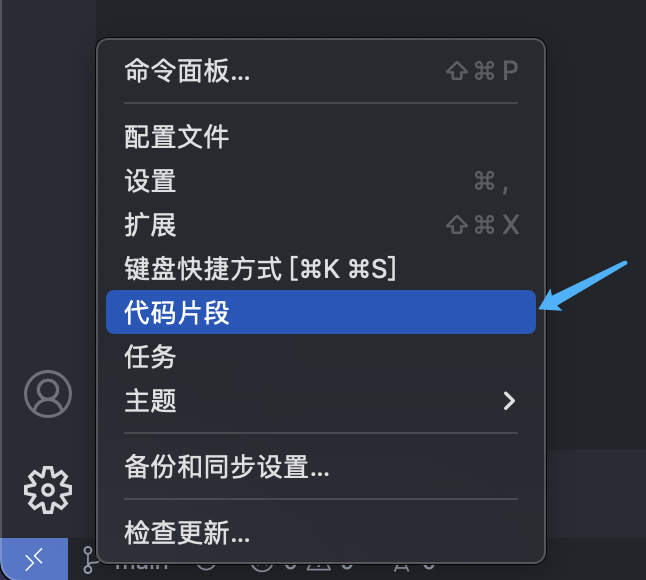 命令面板... ⇧⌘P
配置文件
设置 ⌘,
扩展 ⇧⌘X
键盘快捷方式 [⌘K ⌘S]
代码片段
任务
主题
备份和同步设置...
检查更新...